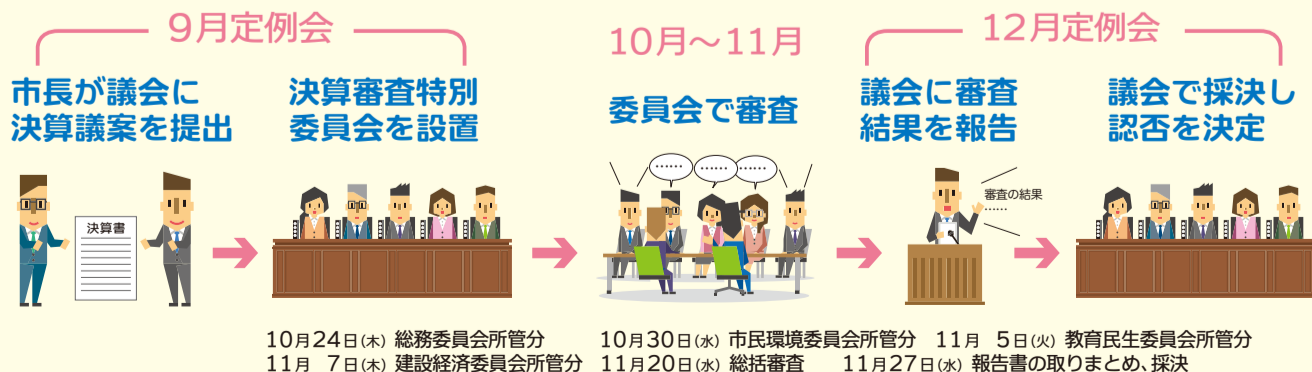 9月定例会
10月～11月
12月定例会
市長が議会に
決算議案を提出
決算審査特別
委員会を設置
委員会で審査
議会に審査
結果を報告
議会で採決し
認否を決定
決算書
……
……
……
審査の結果
……
10月24日(木) 総務委員会所管分 10月30日(水) 市民環境委員会所管分 11月 5日(火) 教育民生委員会所管分
11月 7日(木) 建設経済委員会所管分 11月20日(水) 総括審査 11月27日(水) 報告書の取りまとめ、採決